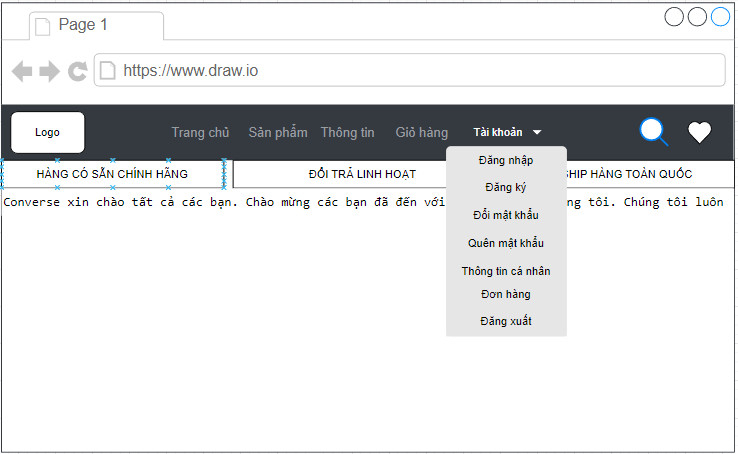 Page 1
https://www.draw.io
Logo
Trang chủ
Sản phẩm
Thông tin
Giỏ hàng
Tài khoản
Đăng nhập
Đăng ký
Đổi mật khẩu
Quên mật khẩu
Thông tin cá nhân
Đơn hàng
Đăng xuất
HÀNG CÓ SẴN CHÍNH HÃNG
ĐỔI TRẢ LINH HOẠT
SHIP HÀNG TOÀN QUỐC
Converse xin chào tất cả các bạn. Chào mừng các bạn đã đến với
tôi. Chúng tôi luôn